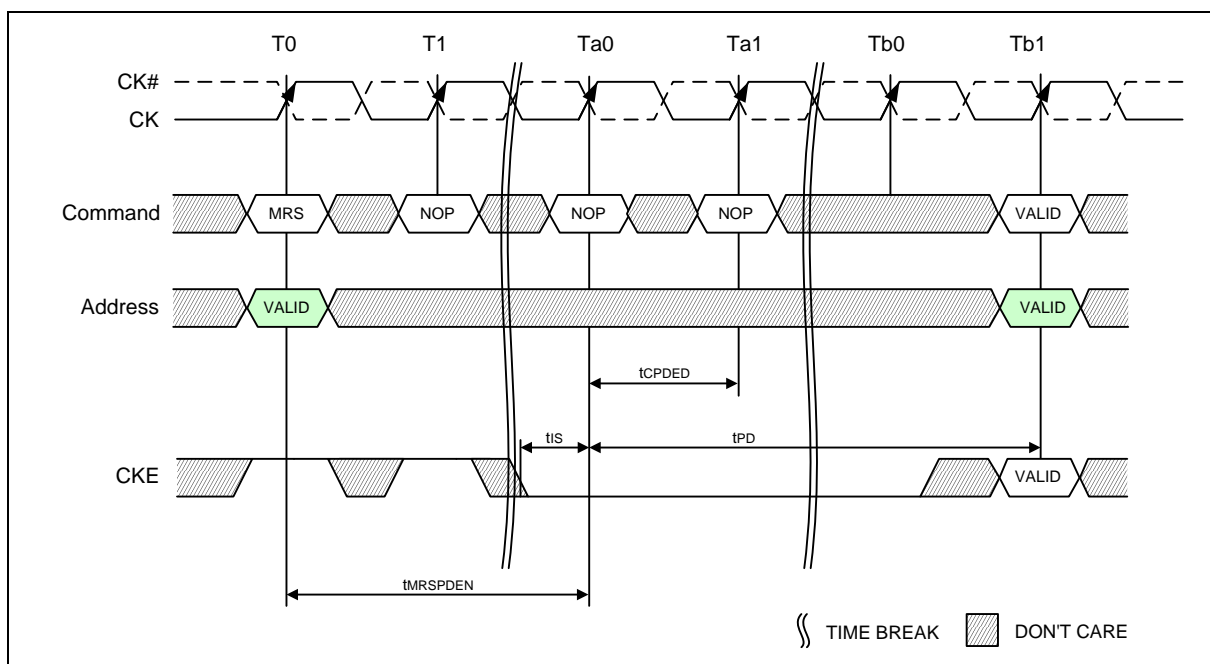 T0 T1 Ta0 Ta1 Tb0 Tb1
CK#
CK
Command MRS NOP NOP NOP VALID
Address VALID VALID
tCPDED
tIS tPD
CKE VALID
tMRSPDEN
TIME BREAK DON'T CARE